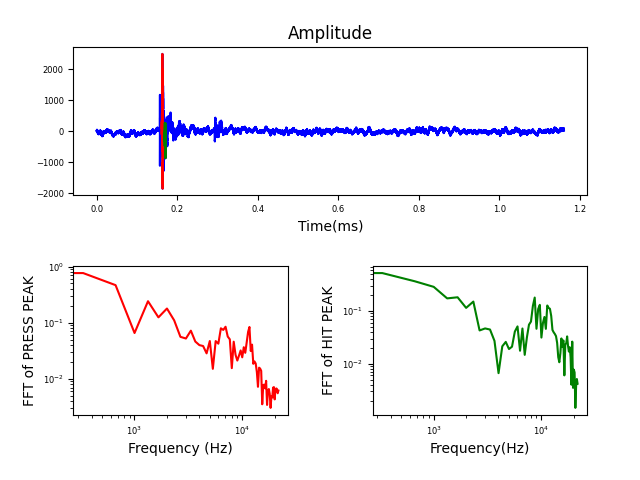 Amplitude
2000
1000
0
−1000
−2000
0.0 0.2 0.4 0.6 0.8 1.0 1.2
Time(ms)
FFT of PRESS PEAK
10⁰
10⁻¹
10⁻²
10³ 10⁴
Frequency (Hz)
FFT of HIT PEAK
10⁻¹
10⁻²
10³ 10⁴
Frequency(Hz)